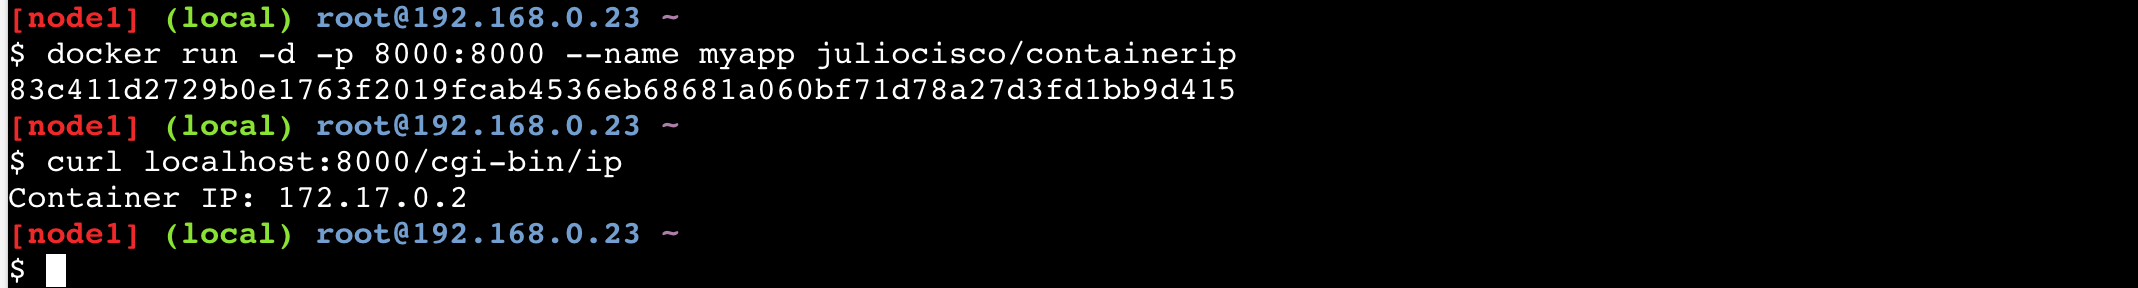 [node1] (local) root@192.168.0.23 ~
$ docker run -d -p 8000:8000 --name myapp juliocisco/containerip
83c411d2729b0e1763f2019fcab4536eb68681a060bf71d78a27d3fd1bb9d415
[node1] (local) root@192.168.0.23 ~
$ curl localhost:8000/cgi-bin/ip
Container IP: 172.17.0.2
[node1] (local) root@192.168.0.23 ~
$